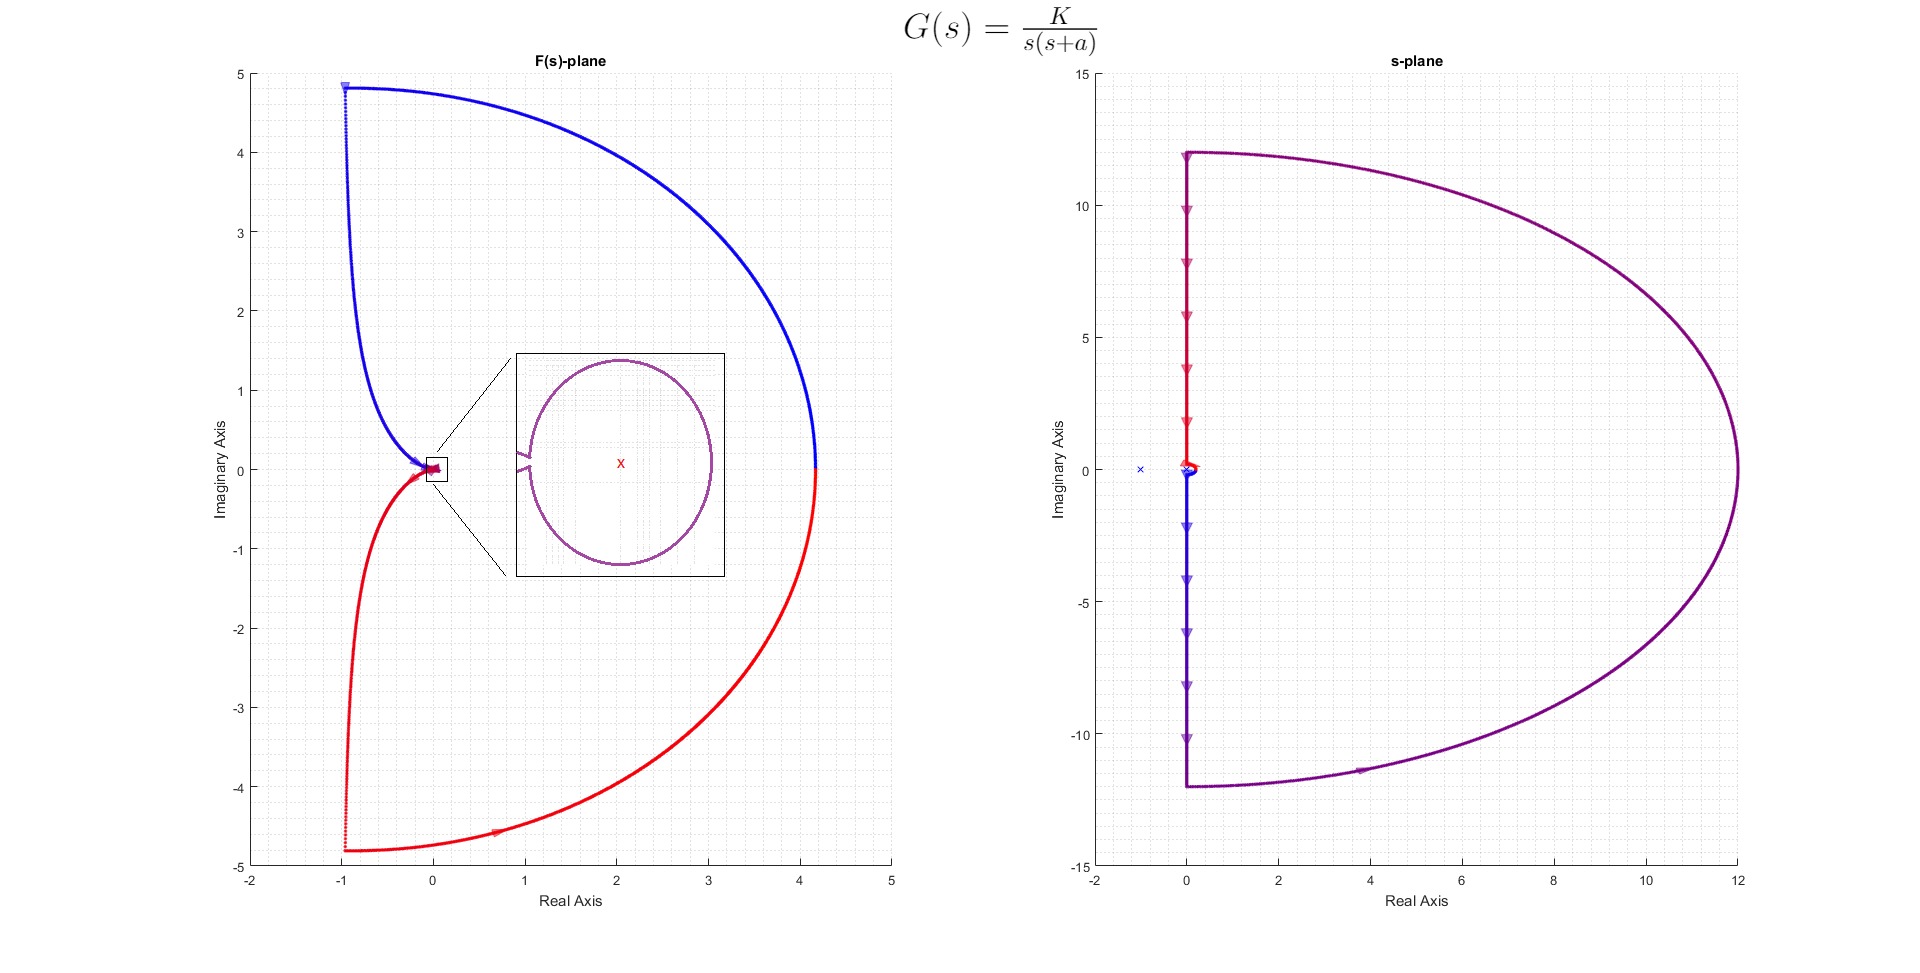 G(s) = K / s(s+a)
F(s)-plane
5
4
3
2
1
0
-1
-2
-3
-4
-5
Imaginary Axis
x
-2 -1 0 1 2 3 4 5
Real Axis
s-plane
15
10
5
0
-5
-10
-15
Imaginary Axis
-2 0 2 4 6 8 10 12
Real Axis